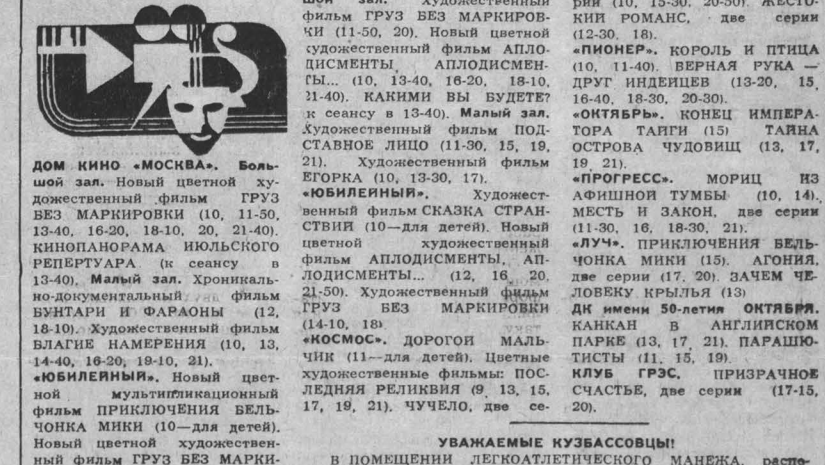 ДОМ КИНО «МОСКВА». Боль-
шой зал. Новый цветной ху-
дожественный фильм ГРУЗ
БЕЗ МАРКИРОВКИ (10, 11-50,
13-40, 16-20, 18-10, 20, 21-40).
КИНОПАНОРАМА ИЮЛЬСКОГО
РЕПЕРТУАРА (к сеансу в
13-40). Малый зал. Хроникаль-
но-документальный фильм
БУНТАРИ И ФАРАОНЫ (12,
18-10). Художественный фильм
БЛАГИЕ НАМЕРЕНИЯ (10, 13,
14-40, 16-20, 19-10, 21).
«ЮБИЛЕЙНЫЙ». Новый цвет-
ной мультипликационный
фильм ПРИКЛЮЧЕНИЯ БЕЛЬ-
ЧОНКА МИКИ (10—для детей).
Новый цветной художествен-
ный фильм ГРУЗ БЕЗ МАРКИ-
шой зал. Художественный
фильм ГРУЗ БЕЗ МАРКИРОВ-
КИ (11-50, 20). Новый цветной
художественный фильм АПЛО-
ДИСМЕНТЫ АПЛОДИСМЕН-
ТЫ... (10, 13-40, 16-20, 18-10,
21-40). КАКИМИ ВЫ БУДЕТЕ?
к сеансу в 13-40). Малый зал.
Художественный фильм ПОД-
СТАВНОЕ ЛИЦО (11-30, 15, 19,
21). Художественный фильм
ЕГОРКА (10, 13-30, 17).
«ЮБИЛЕЙНЫЙ». Художест-
венный фильм СКАЗКА СТРАН-
СТВИЙ (10—для детей). Новый
цветной художественный
фильм АПЛОДИСМЕНТЫ, АП-
ЛОДИСМЕНТЫ... (12, 16 20,
21-50). Художественный фильм
ГРУЗ БЕЗ МАРКИРОВКИ
(14-10, 18).
«КОСМОС». ДОРОГОЙ МАЛЬ-
ЧИК (11—для детей). Цветные
художественные фильмы: ПОС-
ЛЕДНЯЯ РЕЛИКВИЯ (9, 13, 15,
17, 19, 21). ЧУЧЕЛО, две се-
рии (10, 15-30, 20-50). ЖЕСТО-
КИЙ РОМАНС, две серии
(12-30, 18).
«ПИОНЕР». КОРОЛЬ И ПТИЦА
(10, 11-40). ВЕРНАЯ РУКА —
ДРУГ ИНДЕЙЦЕВ (13-20, 15,
16-40, 18-30, 20-30).
«ОКТЯБРЬ». КОНЕЦ ИМПЕРА-
ТОРА ТАЙГИ (15) ТАЙНА
ОСТРОВА ЧУДОВИЩ (13, 17,
19, 21).
«ПРОГРЕСС». МОРИЦ ИЗ
АФИШНОЙ ТУМБЫ (10, 14).
МЕСТЬ И ЗАКОН, две серии
(11-30, 16, 18-30, 21).
«ЛУЧ». ПРИКЛЮЧЕНИЯ БЕЛЬ-
ЧОНКА МИКИ (15). АГОНИЯ,
две серии (17, 20). ЗАЧЕМ ЧЕ-
ЛОВЕКУ КРЫЛЬЯ (13)
ДК имени 50-летия ОКТЯБРЯ.
КАНКАН В АНГЛИЙСКОМ
ПАРКЕ (13, 17, 21). ПАРАШЮ-
ТИСТЫ (11, 15, 19).
КЛУБ ГРЭС. ПРИЗРАЧНОЕ
СЧАСТЬЕ, две серии (17-15,
20).
УВАЖАЕМЫЕ КУЗБАССОВЦЫ!
В ПОМЕЩЕНИИ ЛЕГКОАТЛЕТИЧЕСКОГО МАНЕЖА, распо-